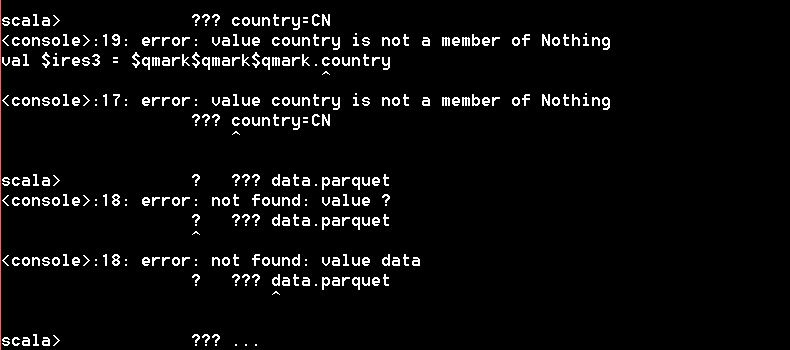 scala>             ??? country=CN
<console>:19: error: value country is not a member of Nothing
val $ires3 = $qmark$qmark$qmark.country
                                ^
<console>:17: error: value country is not a member of Nothing
                   ??? country=CN
                       ^
scala>             ?   ??? data.parquet
<console>:18: error: not found: value ?
                   ?   ??? data.parquet
                   ^
<console>:18: error: not found: value data
                   ?   ??? data.parquet
                           ^
scala>             ??? ...